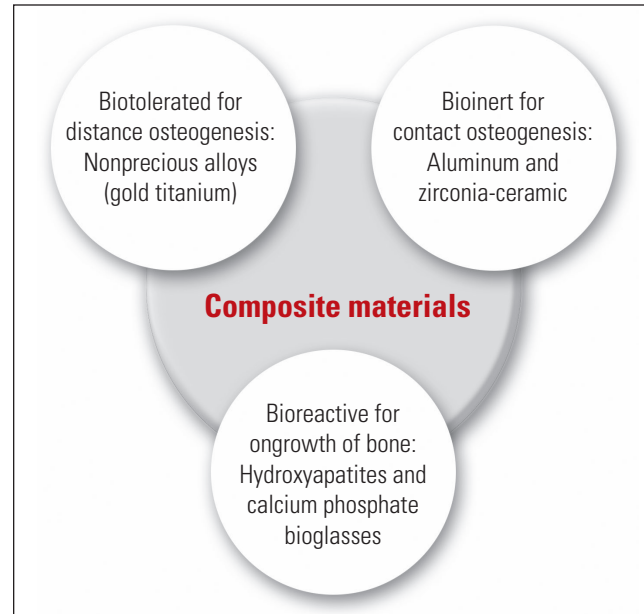 Biotolerated for
distance osteogenesis:
Nonprecious alloys
(gold titanium)
Bioinert for
contact osteogenesis:
Aluminum and
zirconia-ceramic
Composite materials
Bioreactive for
ongrowth of bone:
Hydroxyapatites and
calcium phosphate
bioglasses